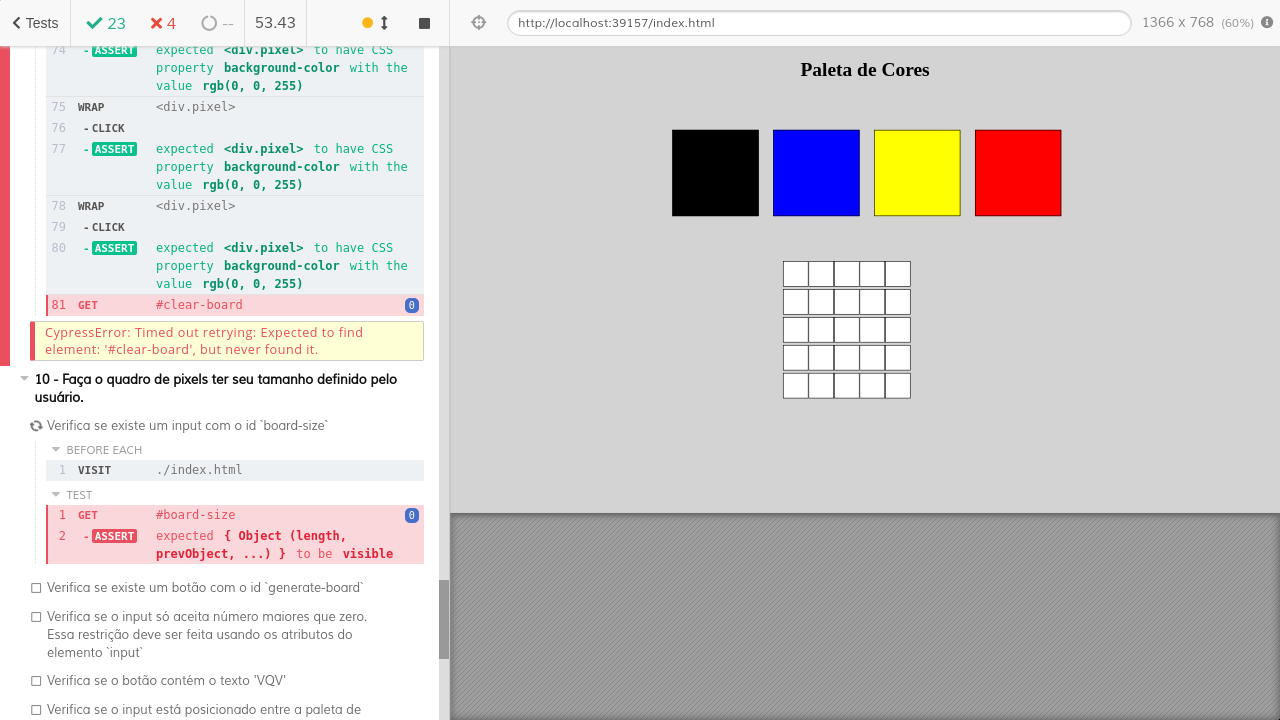 Tests 23 4 -- 53.43 http://localhost:39157/index.html 1366 x 768 (60%)
74 - ASSERT expected <div.pixel> to have CSS
property background-color with the
value rgb(0, 0, 255)
75 WRAP <div.pixel>
76 - CLICK
77 - ASSERT expected <div.pixel> to have CSS
property background-color with the
value rgb(0, 0, 255)
78 WRAP <div.pixel>
79 - CLICK
80 - ASSERT expected <div.pixel> to have CSS
property background-color with the
value rgb(0, 0, 255)
81 GET #clear-board 0
CypressError: Timed out retrying: Expected to find
element: '#clear-board', but never found it.
10 - Faça o quadro de pixels ter seu tamanho definido pelo
usuário.
Verifica se existe um input com o id `board-size`
BEFORE EACH
1 VISIT ./index.html
TEST
1 GET #board-size 0
2 - ASSERT expected { Object (length,
prevObject, ...) } to be visible
Verifica se existe um botão com o id `generate-board`
Verifica se o input só aceita número maiores que zero.
Essa restrição deve ser feita usando os atributos do
elemento `input`
Verifica se o botão contém o texto 'VQV'
Verifica se o input está posicionado entre a paleta de
Paleta de Cores